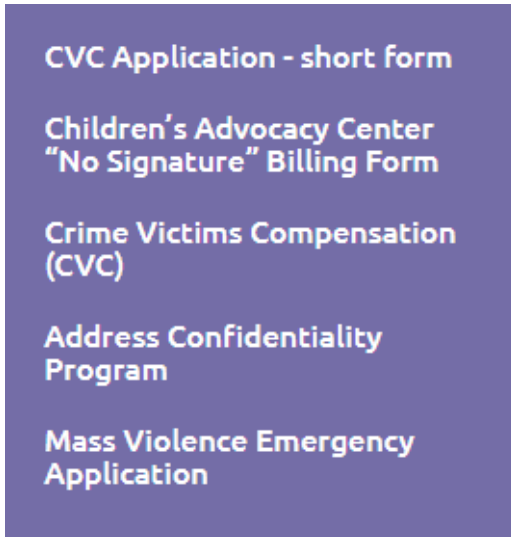 CVC Application - short form
Children’s Advocacy Center
“No Signature” Billing Form
Crime Victims Compensation
(CVC)
Address Confidentiality
Program
Mass Violence Emergency
Application